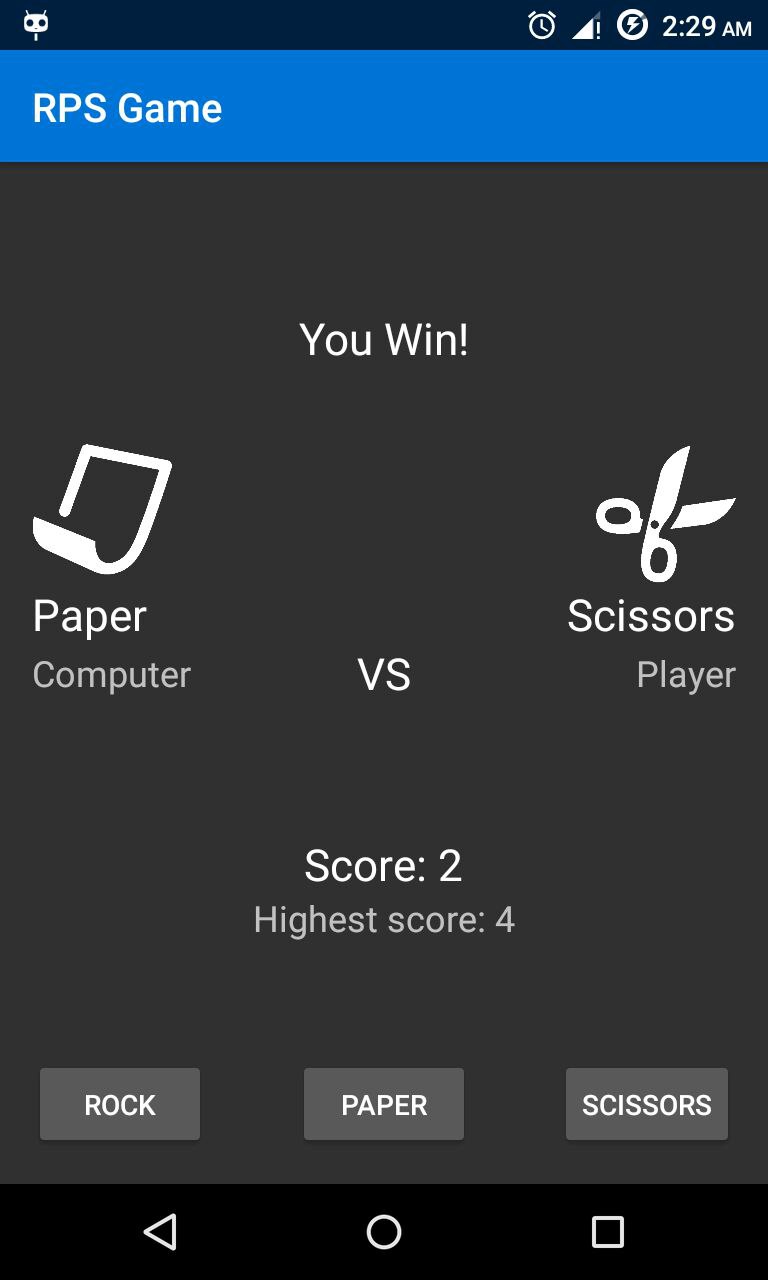 2:29 AM
RPS Game
You Win!
Paper
Scissors
Computer
VS
Player
Score: 2
Highest score: 4
ROCK
PAPER
SCISSORS